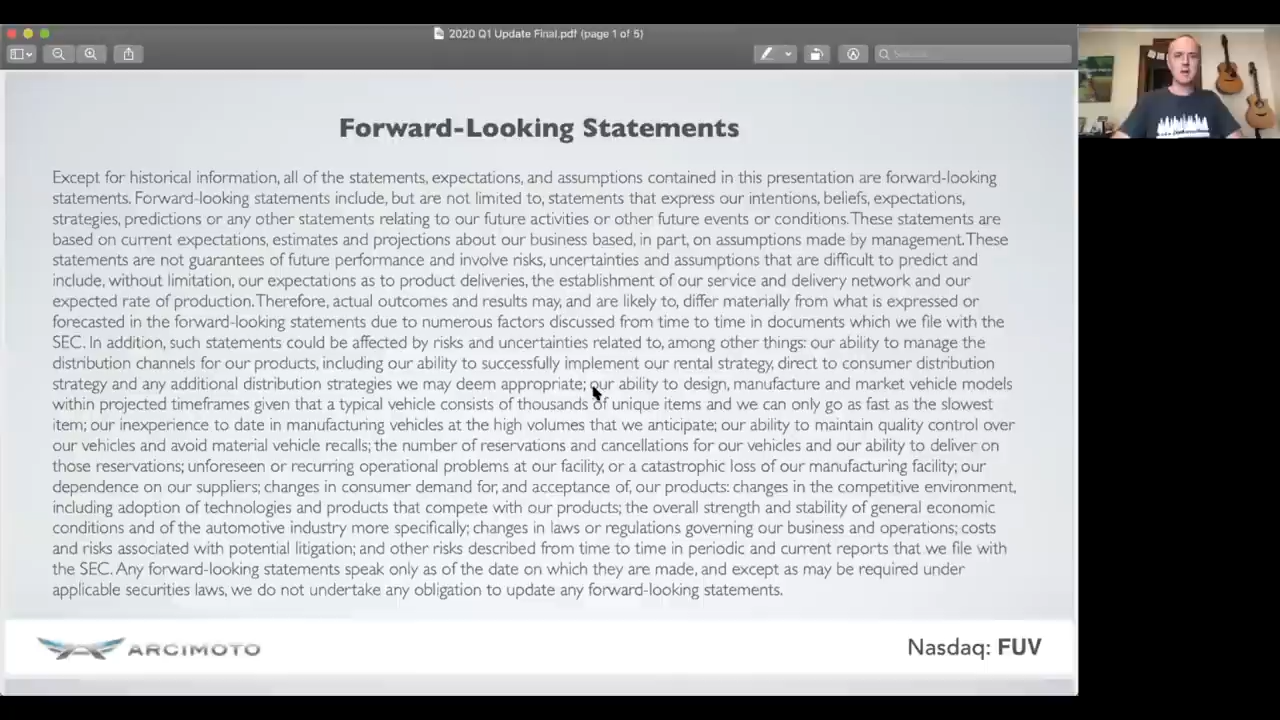 2020 Q1 Update Final.pdf (page 1 of 5)
Search
Forward-Looking Statements
Except for historical information, all of the statements, expectations, and assumptions contained in this presentation are forward-looking
statements. Forward-looking statements include, but are not limited to, statements that express our intentions, beliefs, expectations,
strategies, predictions or any other statements relating to our future activities or other future events or conditions. These statements are
based on current expectations, estimates and projections about our business based, in part, on assumptions made by management. These
statements are not guarantees of future performance and involve risks, uncertainties and assumptions that are difficult to predict and
include, without limitation, our expectations as to product deliveries, the establishment of our service and delivery network and our
expected rate of production. Therefore, actual outcomes and results may, and are likely to, differ materially from what is expressed or
forecasted in the forward-looking statements due to numerous factors discussed from time to time in documents which we file with the
SEC. In addition, such statements could be affected by risks and uncertainties related to, among other things: our ability to manage the
distribution channels for our products, including our ability to successfully implement our rental strategy, direct to consumer distribution
strategy and any additional distribution strategies we may deem appropriate; our ability to design, manufacture and market vehicle models
within projected timeframes given that a typical vehicle consists of thousands of unique items and we can only go as fast as the slowest
item; our inexperience to date in manufacturing vehicles at the high volumes that we anticipate; our ability to maintain quality control over
our vehicles and avoid material vehicle recalls; the number of reservations and cancellations for our vehicles and our ability to deliver on
those reservations; unforeseen or recurring operational problems at our facility, or a catastrophic loss of our manufacturing facility; our
dependence on our suppliers; changes in consumer demand for, and acceptance of, our products: changes in the competitive environment,
including adoption of technologies and products that compete with our products; the overall strength and stability of general economic
conditions and of the automotive industry more specifically; changes in laws or regulations governing our business and operations; costs
and risks associated with potential litigation; and other risks described from time to time in periodic and current reports that we file with
the SEC. Any forward-looking statements speak only as of the date on which they are made, and except as may be required under
applicable securities laws, we do not undertake any obligation to update any forward-looking statements.
ARCIMOTO
Nasdaq: FUV